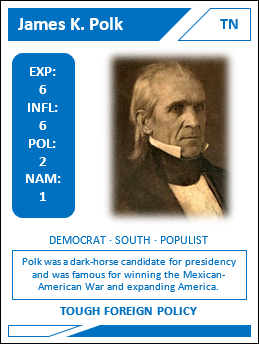 James K. Polk
TN
EXP:
6
INFL:
6
POL:
2
NAM:
1
DEMOCRAT · SOUTH · POPULIST
Polk was a dark-horse candidate for presidency
and was famous for winning the Mexican-
American War and expanding America.
TOUGH FOREIGN POLICY